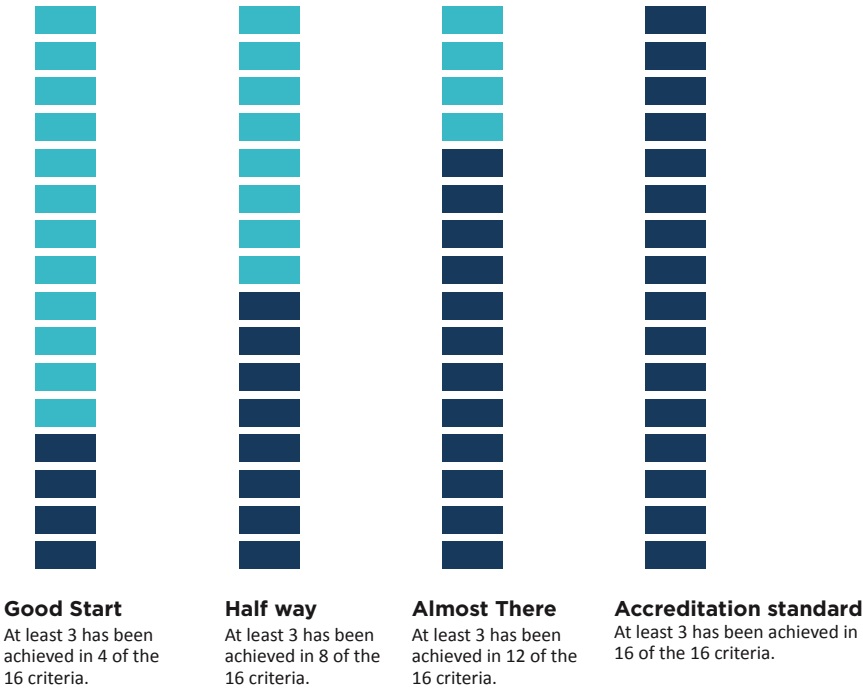 Good Start
At least 3 has been
achieved in 4 of the
16 criteria.
Half way
At least 3 has been
achieved in 8 of the
16 criteria.
Almost There
At least 3 has been
achieved in 12 of the
16 criteria.
Accreditation standard
At least 3 has been achieved in
16 of the 16 criteria.